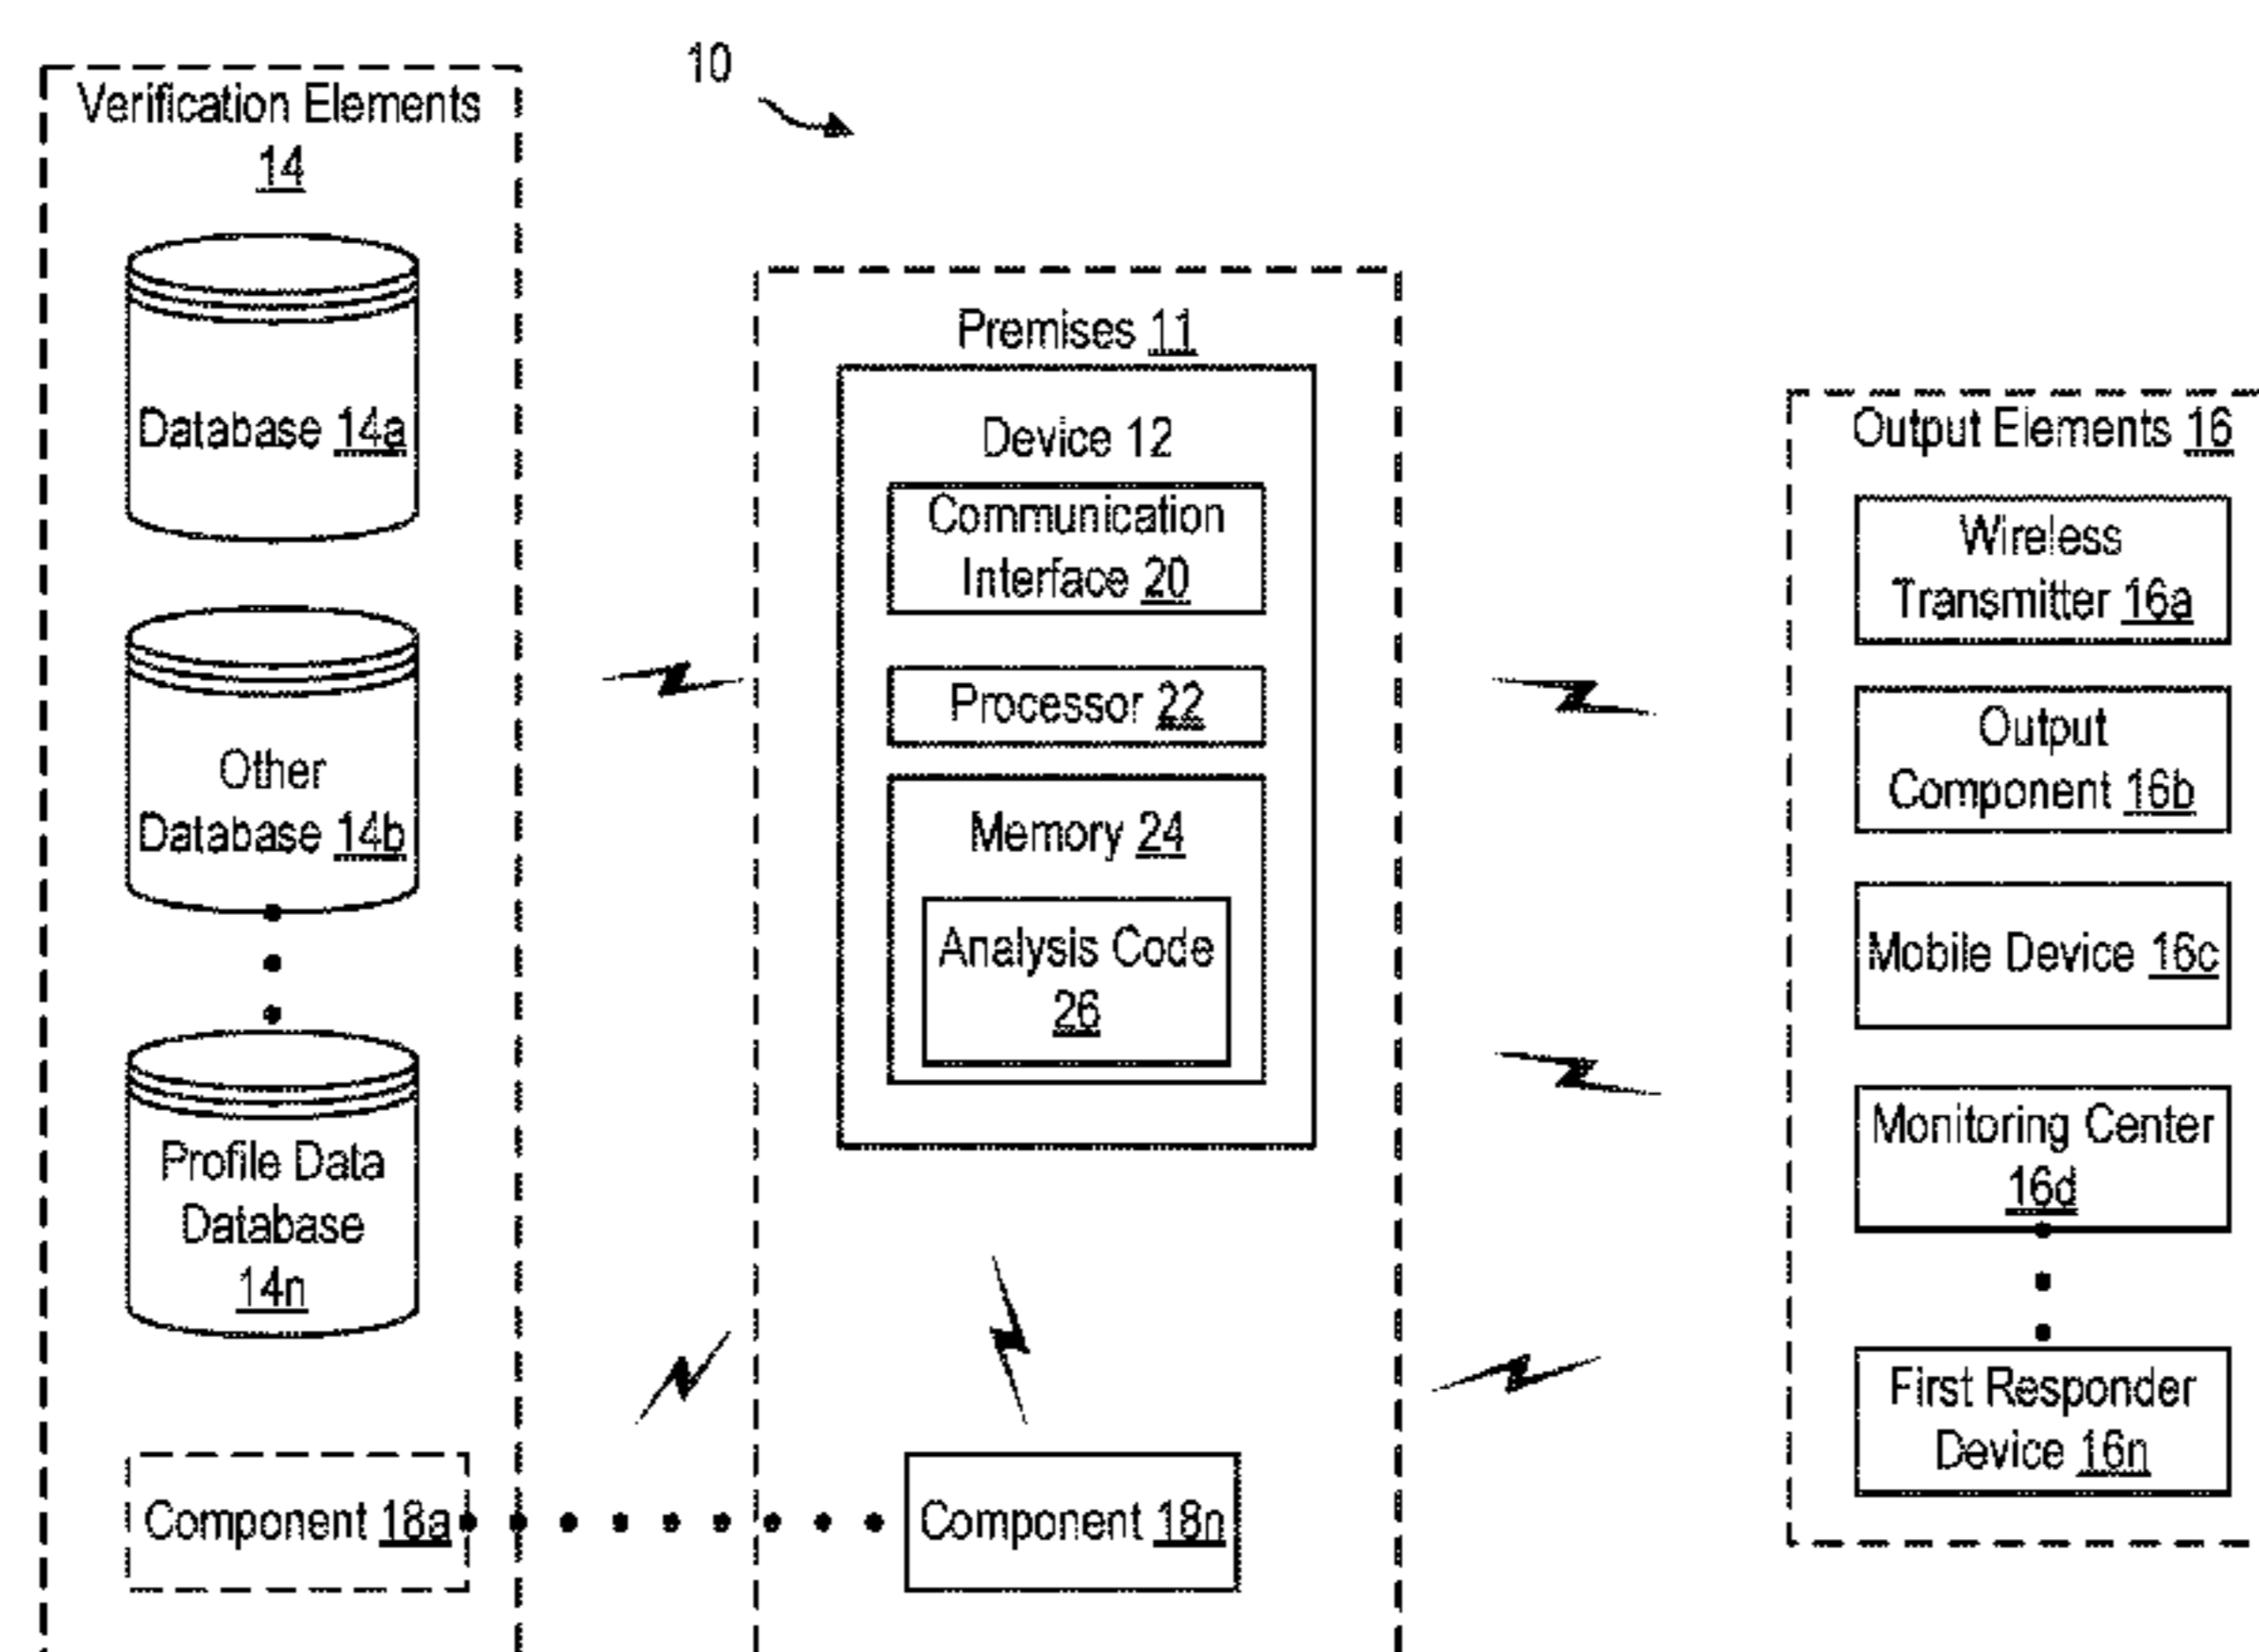 10
Verification Elements
14
Database 14a
Other
Database 14b
Profile Data
Database
14n
Component 18a
Premises 11
Device 12
Communication
Interface 20
Processor 22
Memory 24
Analysis Code
26
Component 18n
Output Elements 16
Wireless
Transmitter 16a
Output
Component 16b
Mobile Device 16c
Monitoring Center
16d
First Responder
Device 16n